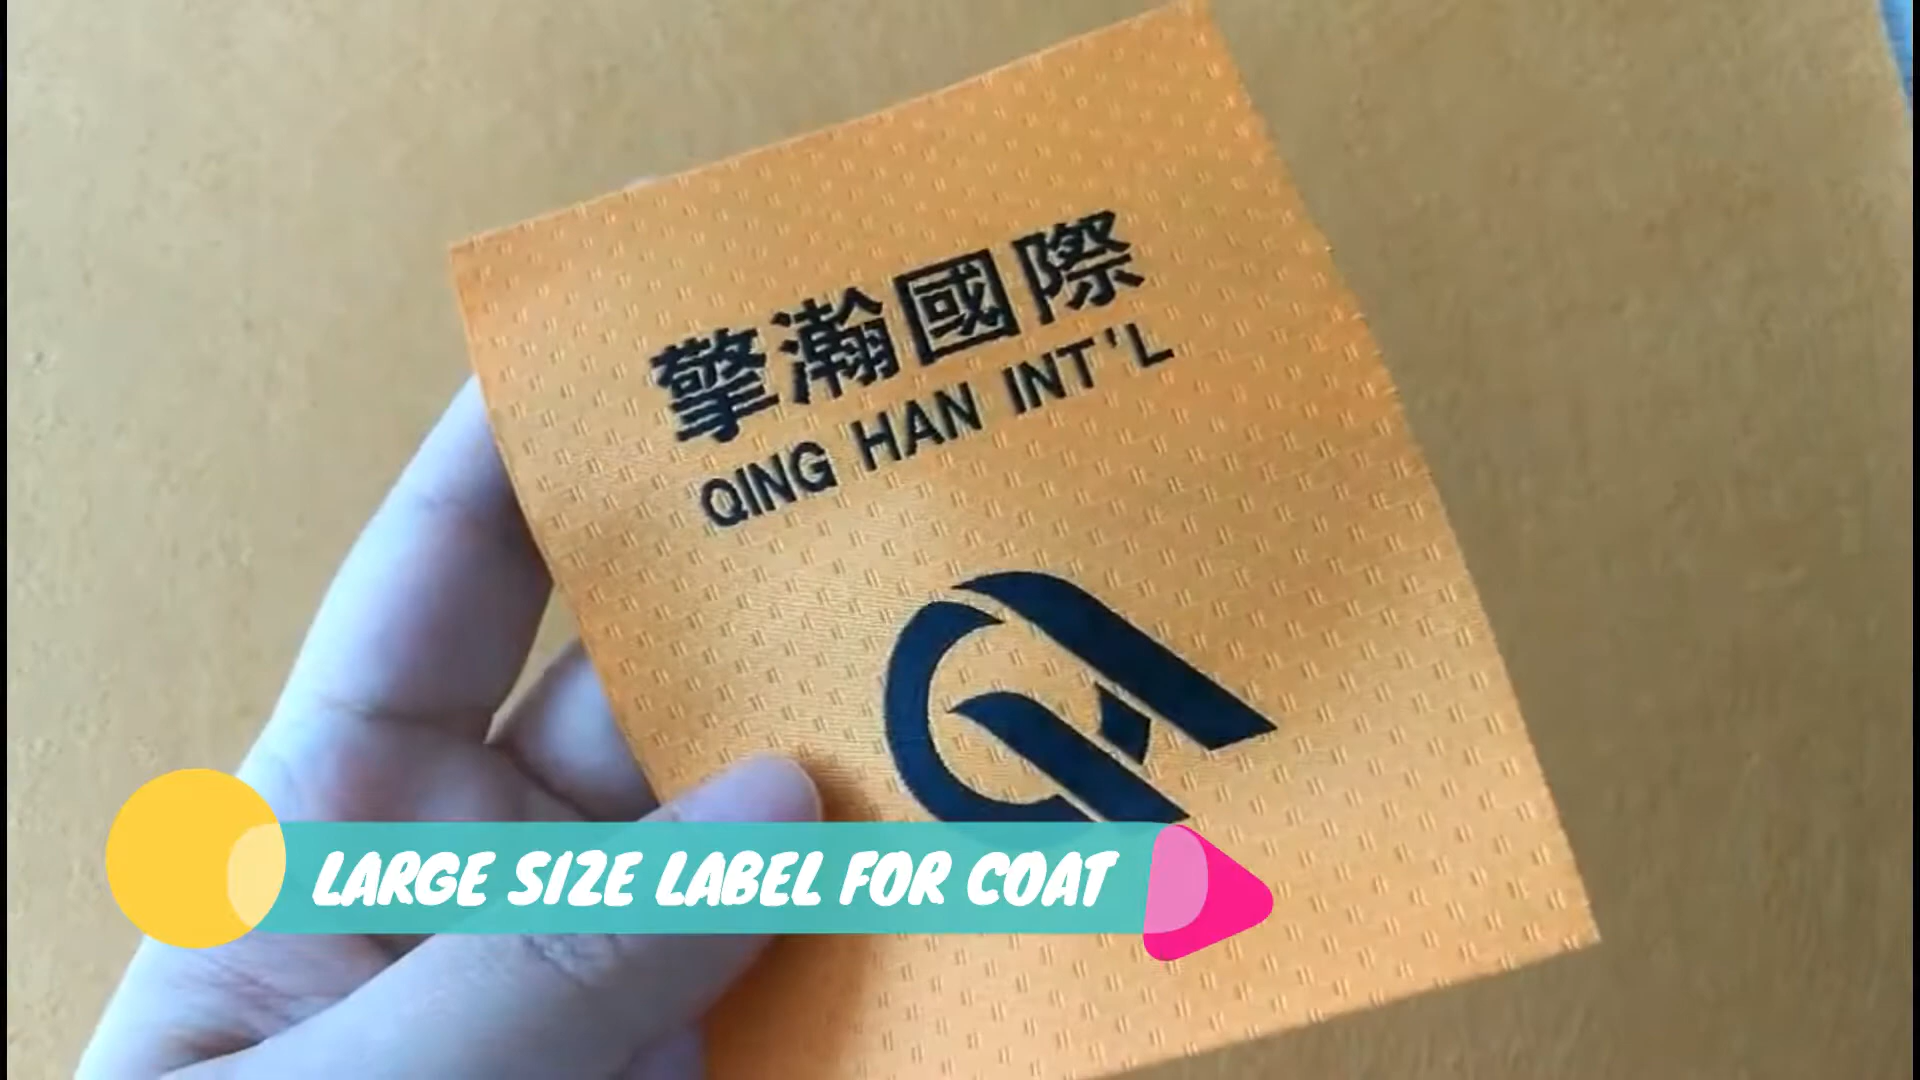 擎瀚國際
QING HAN INT'L
LARGE SIZE LABEL FOR COAT